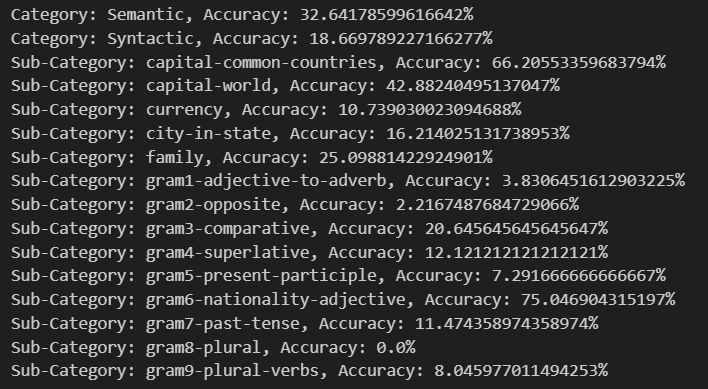 Category: Semantic, Accuracy: 32.64178599616642%
Category: Syntactic, Accuracy: 18.669789227166277%
Sub-Category: capital-common-countries, Accuracy: 66.20553359683794%
Sub-Category: capital-world, Accuracy: 42.88240495137047%
Sub-Category: currency, Accuracy: 10.739030023094688%
Sub-Category: city-in-state, Accuracy: 16.214025131738953%
Sub-Category: family, Accuracy: 25.09881422924901%
Sub-Category: gram1-adjective-to-adverb, Accuracy: 3.8306451612903225%
Sub-Category: gram2-opposite, Accuracy: 2.2167487684729066%
Sub-Category: gram3-comparative, Accuracy: 20.645645645645647%
Sub-Category: gram4-superlative, Accuracy: 12.121212121212121%
Sub-Category: gram5-present-participle, Accuracy: 7.291666666666667%
Sub-Category: gram6-nationality-adjective, Accuracy: 75.046904315197%
Sub-Category: gram7-past-tense, Accuracy: 11.474358974358974%
Sub-Category: gram8-plural, Accuracy: 0.0%
Sub-Category: gram9-plural-verbs, Accuracy: 8.045977011494253%